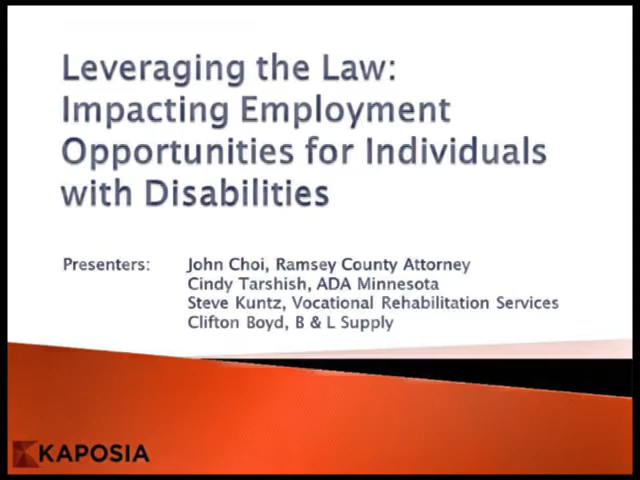 Leveraging the Law:
Impacting Employment
Opportunities for Individuals
with Disabilities
Presenters: John Choi, Ramsey County Attorney
Cindy Tarshish, ADA Minnesota
Steve Kuntz, Vocational Rehabilitation Services
Clifton Boyd, B & L Supply
KAPOSIA